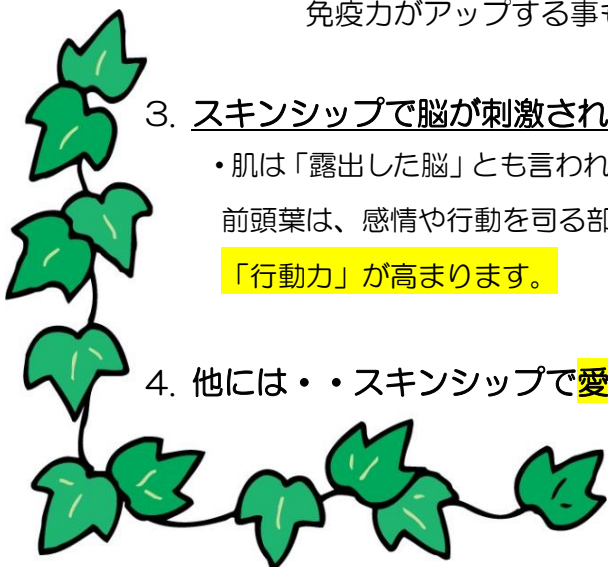 免疫力がアップする事も
3. スキンシップで脳が刺激され
・肌は「露出した脳」とも言われ
前頭葉は、感情や行動を司る部
「行動力」が高まります。
4. 他には・・スキンシップで愛